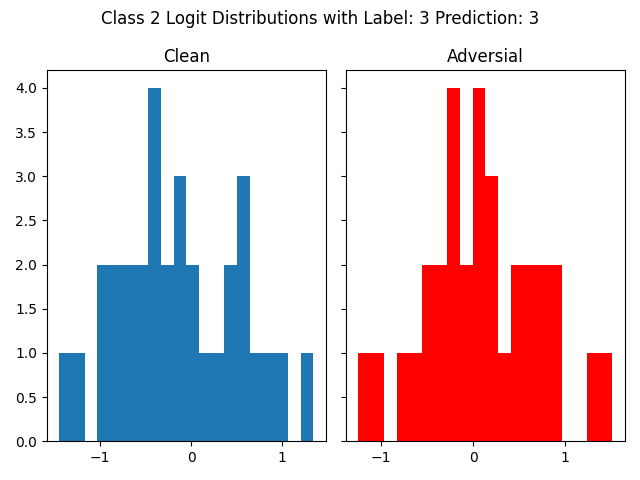 Class 2 Logit Distributions with Label: 3 Prediction: 3
Clean
Adversial
4.0
3.5
3.0
2.5
2.0
1.5
1.0
0.5
0.0
−1 0 1
−1 0 1